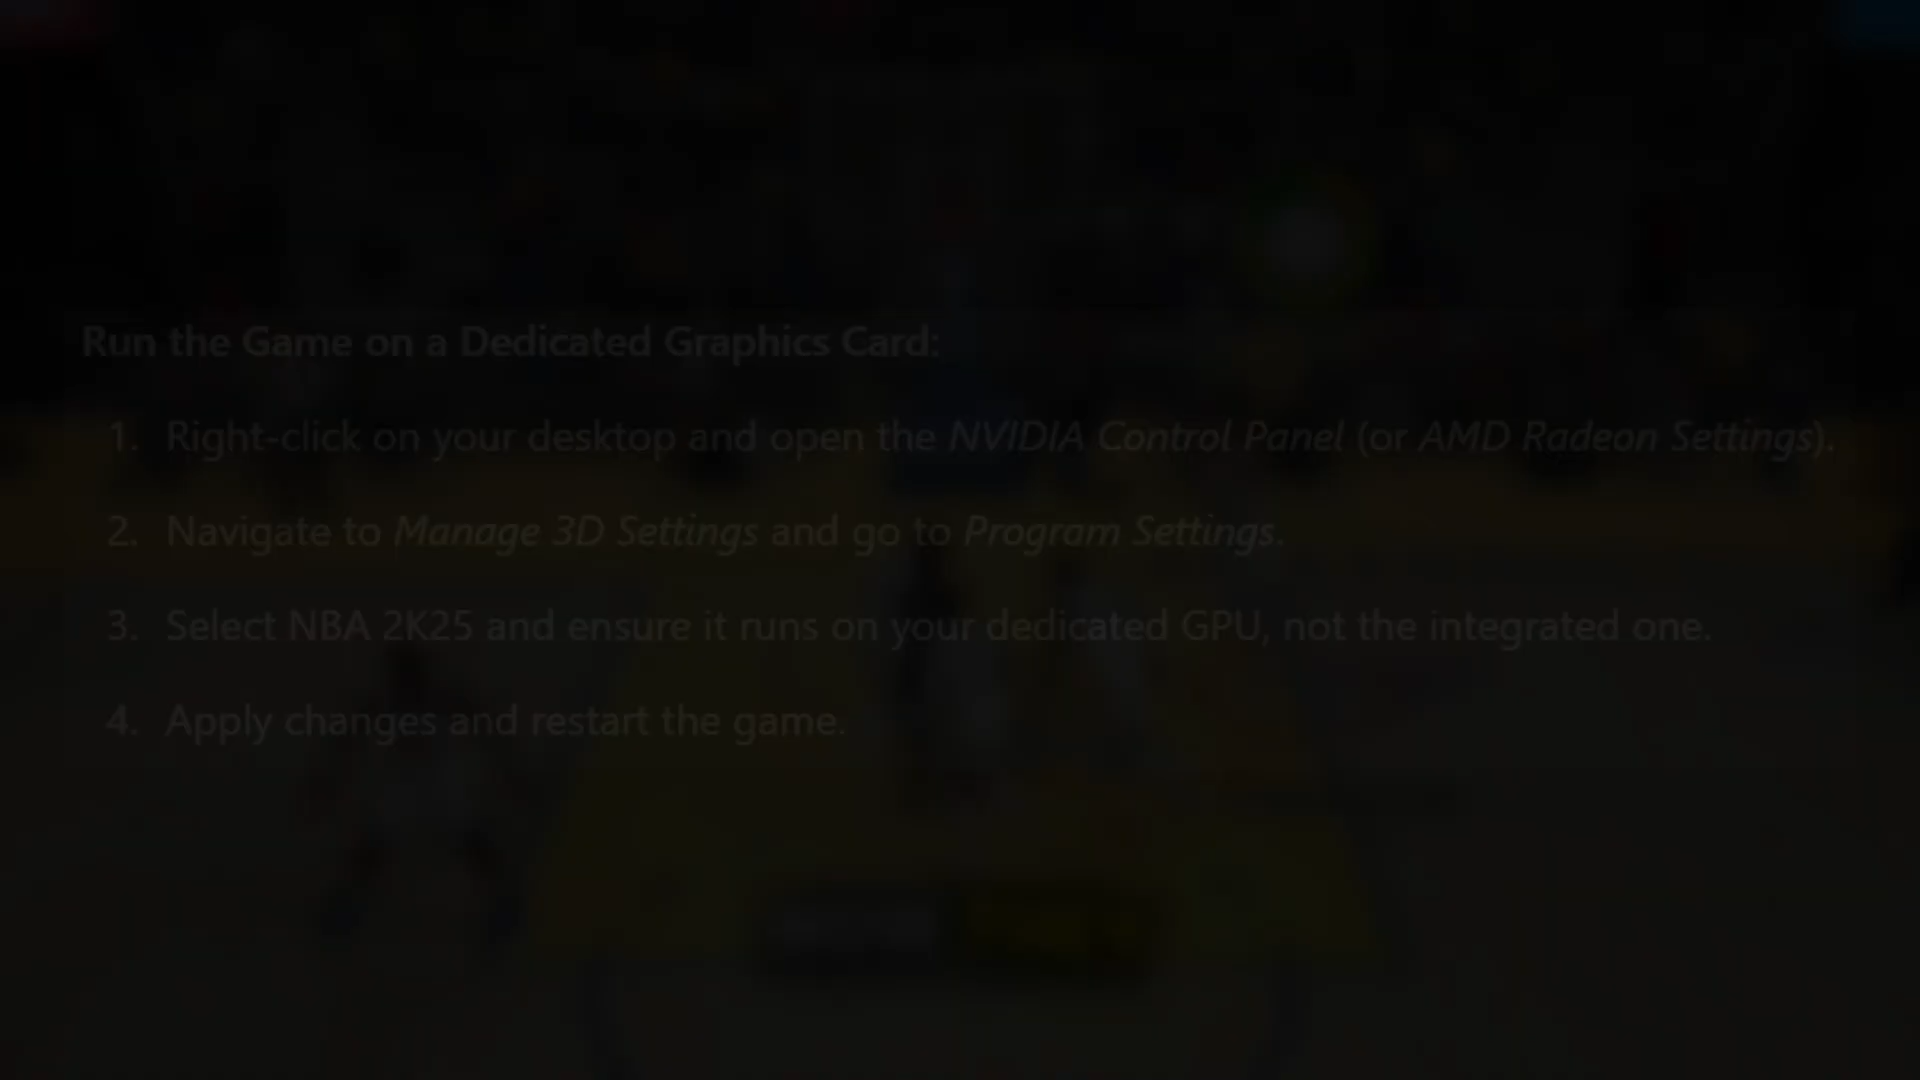 Run the Game on a Dedicated Graphics Card:
1. Right-click on your desktop and open the NVIDIA Control Panel (or AMD Radeon Settings).
2. Navigate to Manage 3D Settings and go to Program Settings.
3. Select NBA 2K25 and ensure it runs on your dedicated GPU, not the integrated one.
4. Apply changes and restart the game.